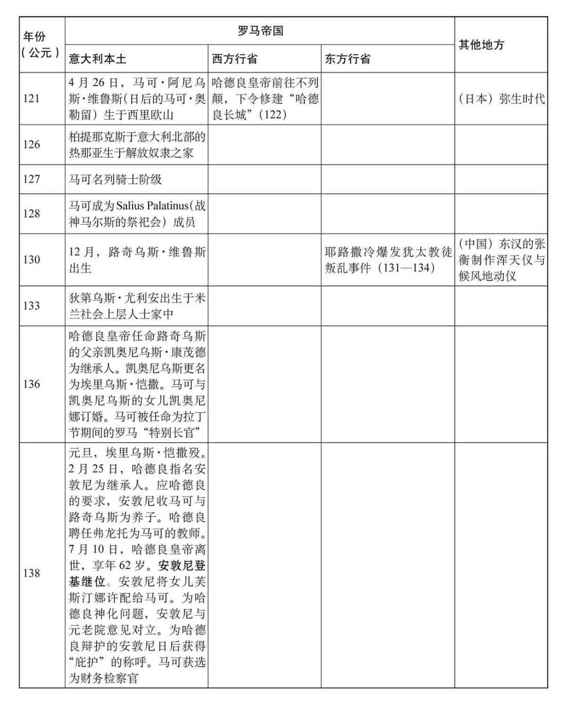 年份
(公元)
罗马帝国
其他地方
意大利本土
西方行省
东方行省
121
4 月 26 日，马可·阿尼乌
斯·维鲁斯(日后的马可·奥
勒留) 生于西里欧山
哈德良皇帝前往不列
颠，下令修建“哈德
良长城”(122)
(日本) 弥生时代
126
柏提那克斯于意大利北部的
热那亚生于解放奴隶之家
127
马可名列骑士阶级
128
马可成为 Salius Palatinus(战
神马尔斯的祭祀会) 成员
130
12 月，路奇乌斯·维鲁斯
出生
耶路撒冷爆发犹太教徒
叛乱事件 (131—134)
(中国) 东汉的张
衡制作浑天仪与
候风地动仪
133
狄第乌斯·尤利安出生于米
兰社会上层人士家中
136
哈德良皇帝任命路奇乌斯
的父亲凯奥尼乌斯·康茂德
为继承人。凯奥尼乌斯更名
为埃里乌斯·恺撒。马可与
凯奥尼乌斯的女儿凯奥尼
娜订婚。马可被任命为拉丁
节期间的罗马“特别长官”
138
元旦，埃里乌斯·恺撒殁。
2 月 25 日，哈德良指名安
敦尼为继承人。应哈德良
的要求，安敦尼收马可与
路奇乌斯为养子。哈德良
聘任弗龙托为马可的教师。
7 月 10 日，哈德良皇帝离
世，享年 62 岁。安敦尼登
基继位。安敦尼将女儿芙
斯汀娜许配给马可。为哈
德良神化问题，安敦尼与
元老院意见对立。为哈德
良辩护的安敦尼日后获得
“庇护”的称呼。马可获选
为财务检察官